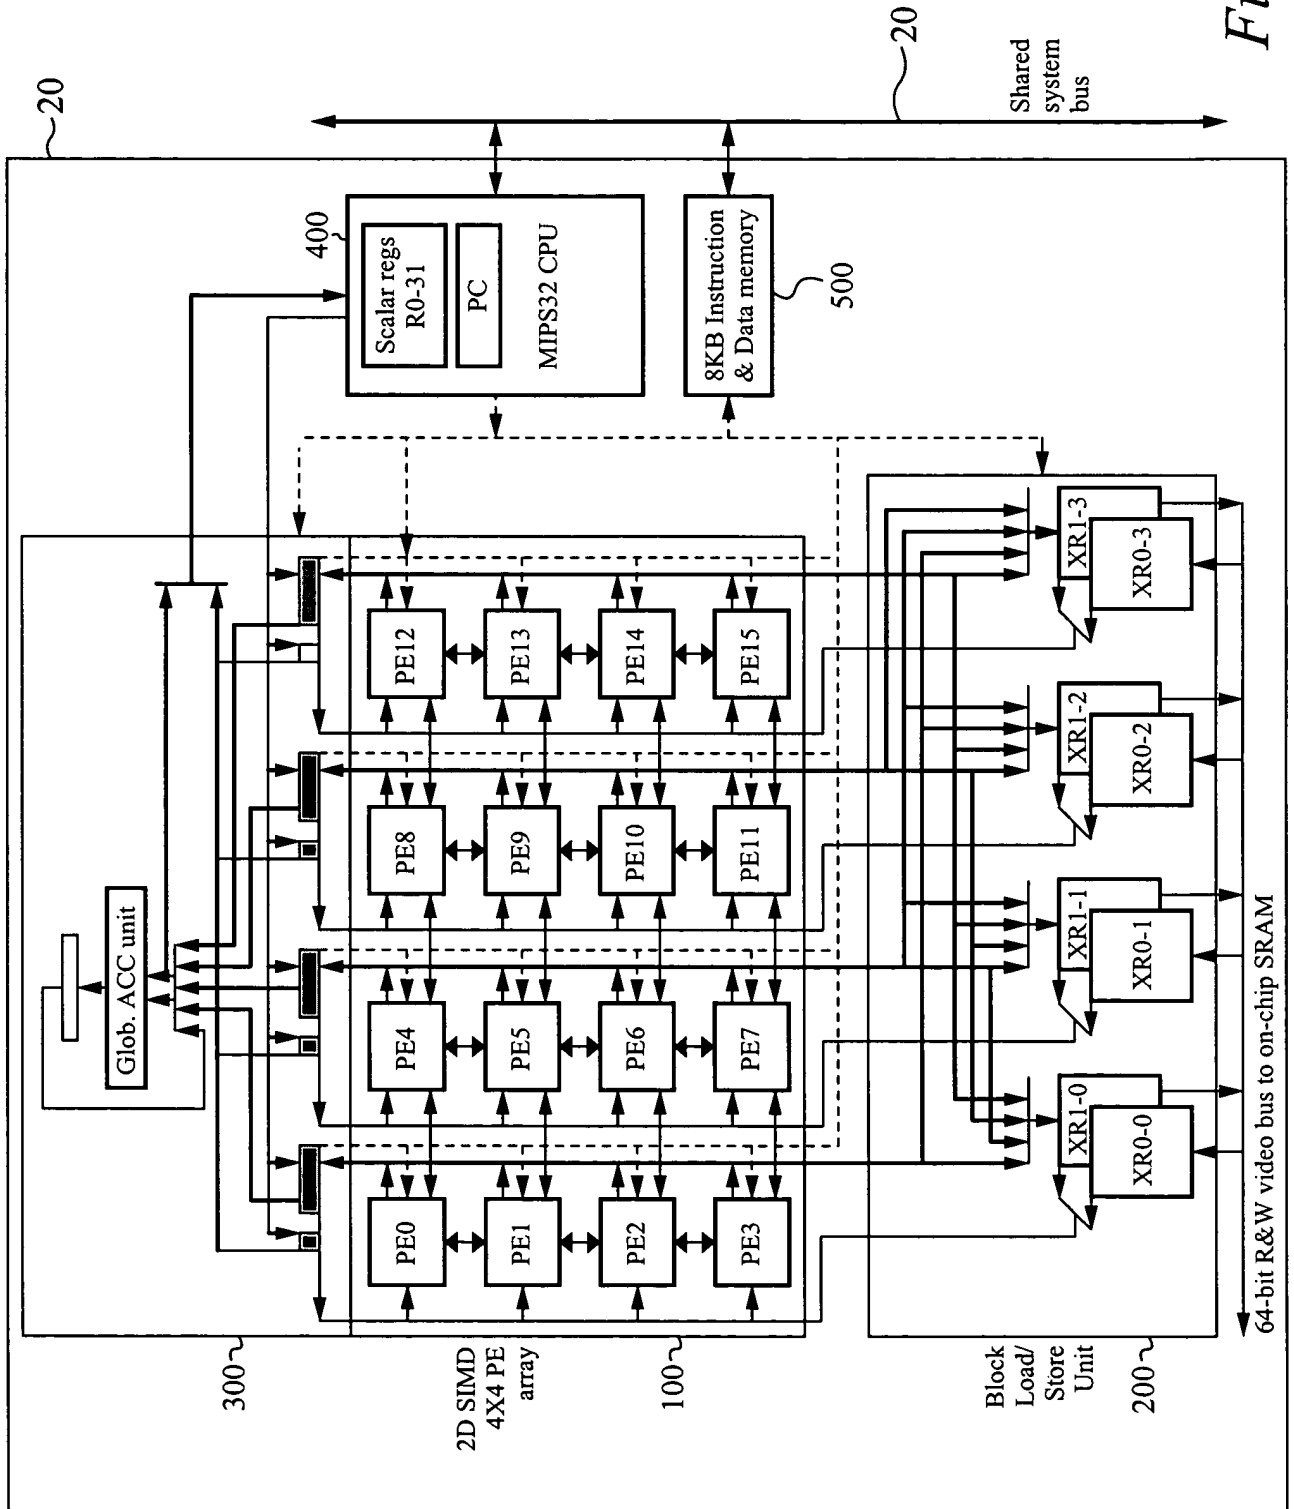 20
Glob. ACC unit
300
400
Scalar regs
R0-31
PC
MIPS32 CPU
2D SIMD
4X4 PE
array
100
PE0 PE4 PE8 PE12
PE1 PE5 PE9 PE13
PE2 PE6 PE10 PE14
PE3 PE7 PE11 PE15
8KB Instruction
& Data memory
500
20
Shared
system
bus
Block
Load/
Store
Unit
200
XR1-0 XR1-1 XR1-2 XR1-3
XR0-0 XR0-1 XR0-2 XR0-3
64-bit R&W video bus to on-chip SRAM